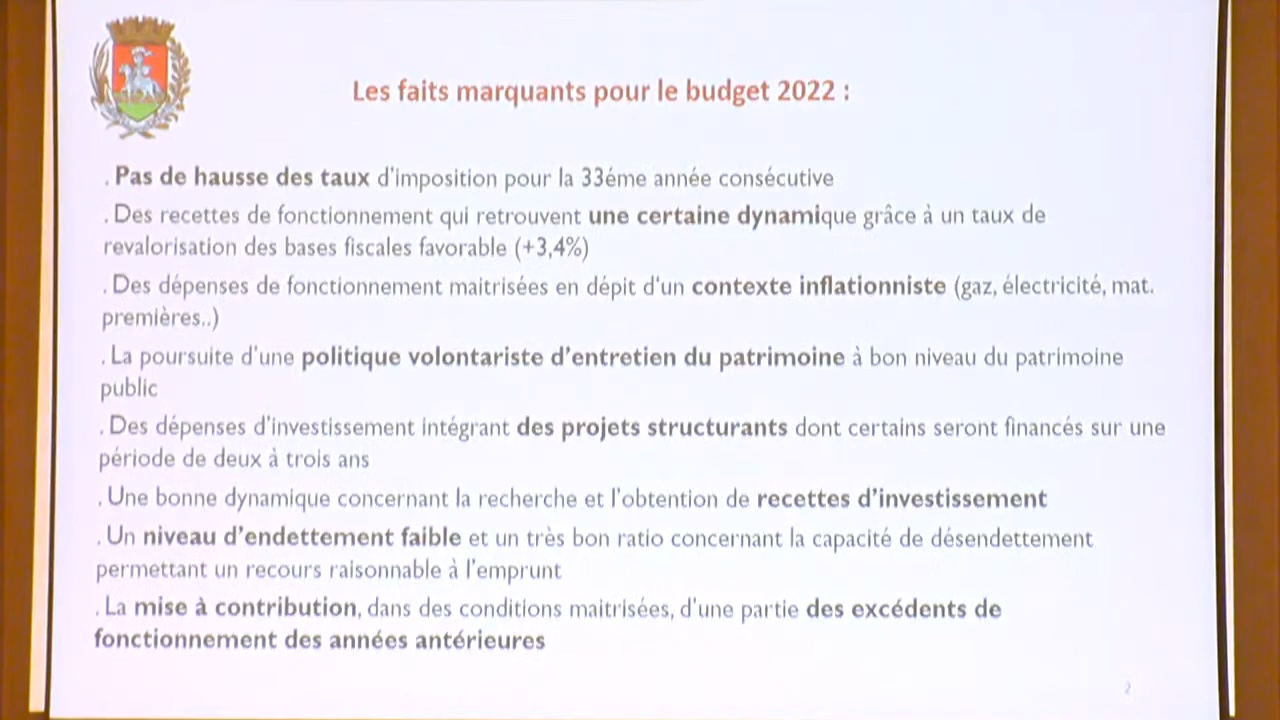 Les faits marquants pour le budget 2022 :
. Pas de hausse des taux d'imposition pour la 33éme année consécutive
. Des recettes de fonctionnement qui retrouvent une certaine dynamique grâce à un taux de
revalorisation des bases fiscales favorable (+3,4%)
. Des dépenses de fonctionnement maitrisées en dépit d'un contexte inflationniste (gaz, électricité, mat.
premières..)
. La poursuite d'une politique volontariste d'entretien du patrimoine à bon niveau du patrimoine
public
. Des dépenses d'investissement intégrant des projets structurants dont certains seront financés sur une
période de deux à trois ans
. Une bonne dynamique concernant la recherche et l'obtention de recettes d'investissement
. Un niveau d'endettement faible et un très bon ratio concernant la capacité de désendettement
permettant un recours raisonnable à l'emprunt
. La mise à contribution, dans des conditions maitrisées, d'une partie des excédents de
fonctionnement des années antérieures
2